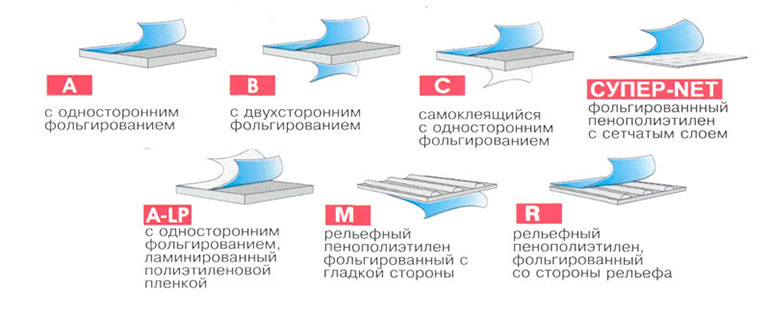 A
с односторонним
фольгированием
B
с двухсторонним
фольгированием
C
самоклеящийся
с односторонним
фольгированием
СУПЕР-NET
фольгированнный
пенополиэтилен
с сетчатым слоем
A-LP
с односторонним
фольгированием,
ламинированный
полиэтиленовой
пленкой
M
рельефный
пенополиэтилен
фольгированный с
гладкой стороны
R
рельефный
пенополиэтилен,
фольгированный
со стороны рельефа